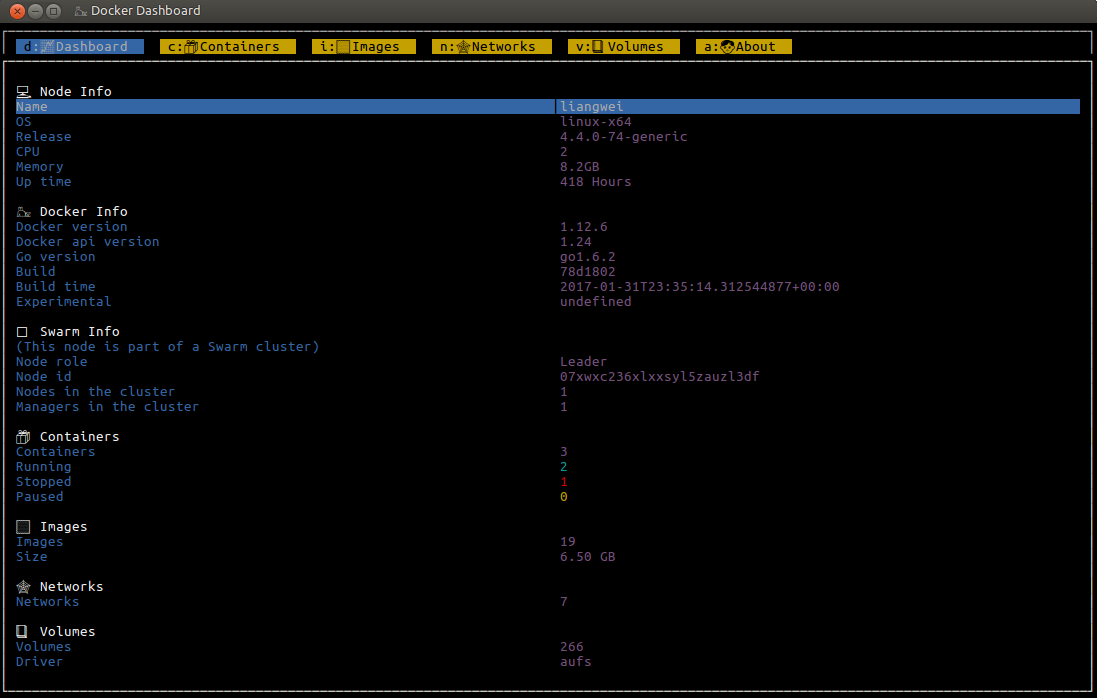 Docker Dashboard
d:Dashboard c:Containers i:Images n:Networks v:Volumes a:About
Node Info
Name liangwei
OS linux-x64
Release 4.4.0-74-generic
CPU 2
Memory 8.2GB
Up time 418 Hours
Docker Info
Docker version 1.12.6
Docker api version 1.24
Go version go1.6.2
Build 78d1802
Build time 2017-01-31T23:35:14.312544877+00:00
Experimental undefined
Swarm Info
(This node is part of a Swarm cluster)
Node role Leader
Node id 07xwxc236xlxxsyl5zauzl3df
Nodes in the cluster 1
Managers in the cluster 1
Containers
Containers 3
Running 2
Stopped 1
Paused 0
Images
Images 19
Size 6.50 GB
Networks
Networks 7
Volumes
Volumes 266
Driver aufs